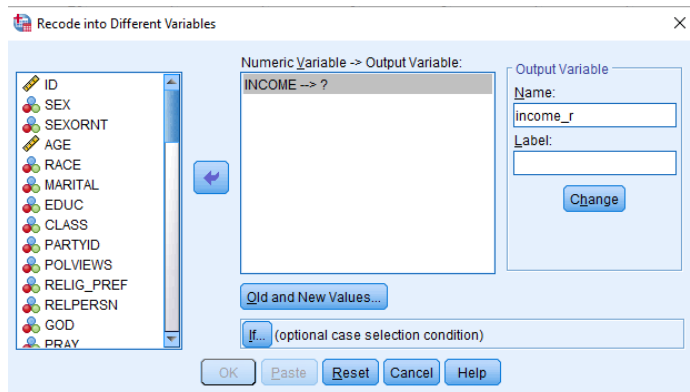 Recode into Different Variables
ID
SEX
SEXORNT
AGE
RACE
MARITAL
EDUC
CLASS
PARTYID
POLVIEWS
RELIG_PREF
RELPERSN
GOD
PRAY
Numeric Variable -> Output Variable:
INCOME --> ?
Output Variable
Name:
income_r
Label:
Change
Old and New Values...
If... (optional case selection condition)
OK Paste Reset Cancel Help